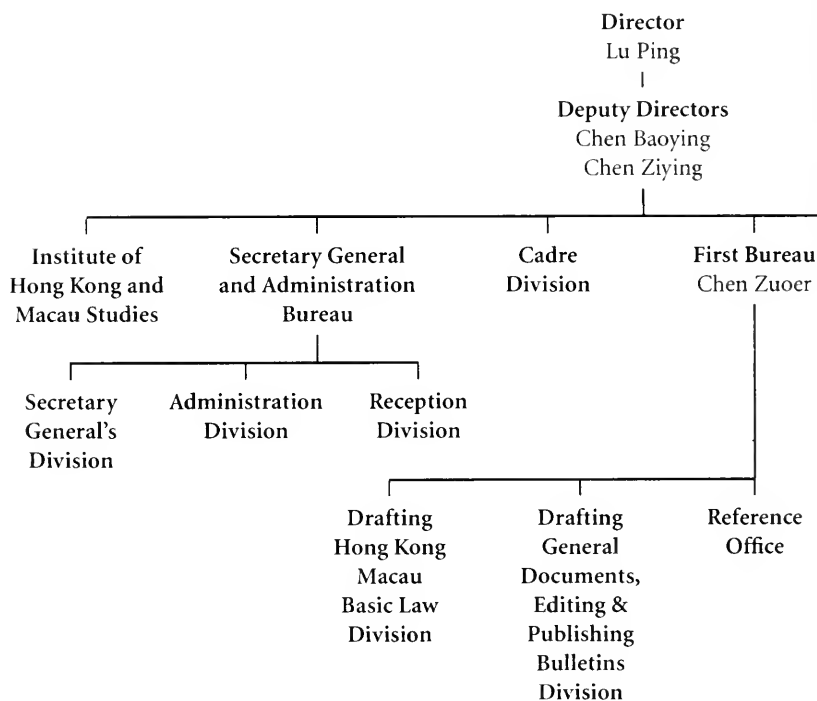 Director
Lu Ping
Deputy Directors
Chen Baoying
Chen Ziying
Institute of
Hong Kong and
Macau Studies
Secretary General
and Administration
Bureau
Cadre
Division
First Bureau
Chen Zuoer
Secretary
General's
Division
Administration
Division
Reception
Division
Drafting
Hong Kong
Macau
Basic Law
Division
Drafting
General
Documents,
Editing &
Publishing
Bulletins
Division
Reference
Office